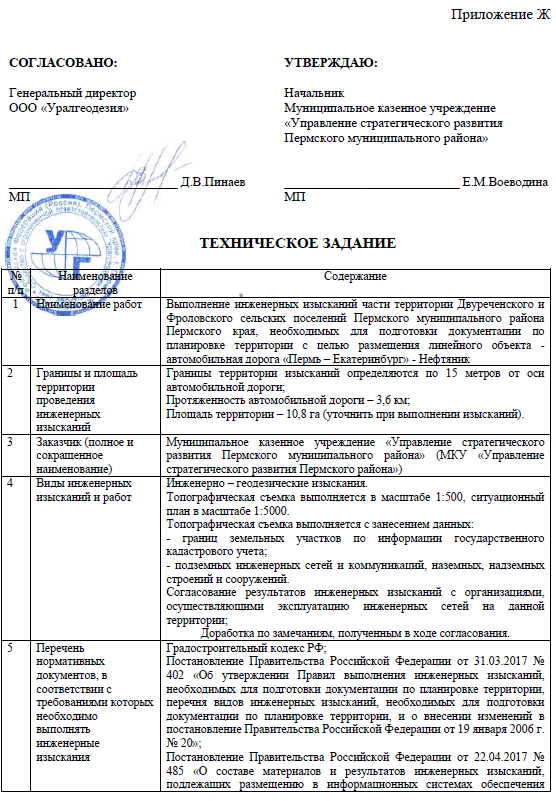 Приложение Ж
СОГЛАСОВАНО:
Генеральный директор
ООО «Уралгеодезия»
Д.В.Пинаев
МП
УТВЕРЖДАЮ:
Начальник
Муниципальное казенное учреждение
«Управление стратегического развития
Пермского муниципального района»
Е.М.Воеводина
МП
УГ
ТЕХНИЧЕСКОЕ ЗАДАНИЕ
№ п/п
Наименование
разделов
Содержание
1
Наименование работ
Выполнение инженерных изысканий части территории Двуреченского и
Фроловского сельских поселений Пермского муниципального района
Пермского края, необходимых для подготовки документации по
планировке территории с целью размещения линейного объекта -
автомобильная дорога «Пермь – Екатеринбург» - Нефтяник
2
Границы и площадь
территории
проведения
инженерных
изысканий
Границы территории изысканий определяются по 15 метров от оси
автомобильной дороги;
Протяженность автомобильной дороги – 3,6 км;
Площадь территории – 10,8 га (уточнить при выполнении изысканий).
3
Заказчик (полное и
сокращенное
наименование)
Муниципальное казенное учреждение «Управление стратегического
развития Пермского муниципального района» (МКУ «Управление
стратегического развития Пермского района»)
4
Виды инженерных
изысканий и работ
Инженерно – геодезические изыскания.
Топографическая съемка выполняется в масштабе 1:500, ситуационный
план в масштабе 1:5000.
Топографическая съемка выполняется с занесением данных:
- границ земельных участков по информации государственного
кадастрового учета;
- подземных инженерных сетей и коммуникаций, наземных, надземных
строений и сооружений.
Согласование результатов инженерных изысканий с организациями,
осуществляющими эксплуатацию инженерных сетей на данной
территории;
Доработка по замечаниям, полученным в ходе согласования.
5
Перечень
нормативных
документов, в
соответствии с
требованиями которых
необходимо
выполнять
инженерные
изыскания
Градостроительный кодекс РФ;
Постановление Правительства Российской Федерации от 31.03.2017 №
402 «Об утверждении Правил выполнения инженерных изысканий,
необходимых для подготовки документации по планировке территории,
перечня видов инженерных изысканий, необходимых для подготовки
документации по планировке территории, и о внесении изменений в
постановление Правительства Российской Федерации от 19 января 2006 г.
№ 20»;
Постановление Правительства Российской Федерации от 22.04.2017 №
485 «О составе материалов и результатов инженерных изысканий,
подлежащих размещению в информационных системах обеспечения